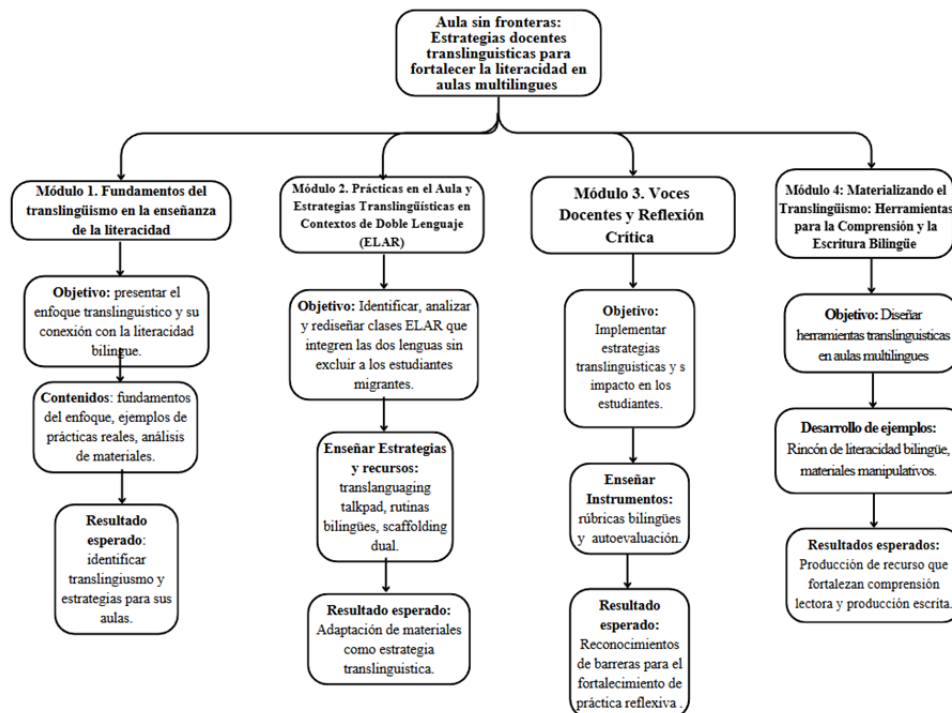 Aula sin fronteras:
Estrategias docentes
translinguisticas para
fortalecer la literacidad en
aulas multilingues
Módulo 1. Fundamentos del
translingüismo en la enseñanza
de la literacidad
Objetivo: presentar el
enfoque translinguistico y su
conexión con la literacidad
bilingue.
Contenidos: fundamentos
del enfoque, ejemplos de
prácticas reales, análisis
de materiales.
Resultado
esperado:
identificar
translingiusmo y
estrategias para sus
aulas.
Módulo 2. Prácticas en el Aula y
Estrategias Translingüísticas en
Contextos de Doble Lenguaje
(ELAR)
Objetivo: Identificar, analizar
y rediseñar clases ELAR que
integren las dos lenguas sin
excluir a los estudiantes
migrantes.
Enseñar Estrategias
y recursos:
translanguaging
talkpad, rutinas
bilingües, scaffolding
dual.
Resultado esperado:
Adaptación de materiales
como estrategia
translinguistica.
Módulo 3. Voces
Docentes y Reflexión
Crítica
Objetivo:
Implementar
estrategias
translinguisticas y s
impacto en los
estudiantes.
Enseñar
Instrumentos:
rúbricas bilingües
y autoevaluación.
Resultado
esperado:
Reconocimientos
de barreras para el
fortalecimiento de
práctica reflexiva .
Módulo 4: Materializando el
Translingüismo: Herramientas
para la Comprensión y la
Escritura Bilingüe
Objetivo: Diseñar
herramientas translinguisticas
en aulas multilingues
Desarrollo de ejemplos:
Rincón de literacidad bilingüe,
materiales manipulativos.
Resultados esperados:
Producción de recurso que
fortalezan comprensión
lectora y producción escrita.